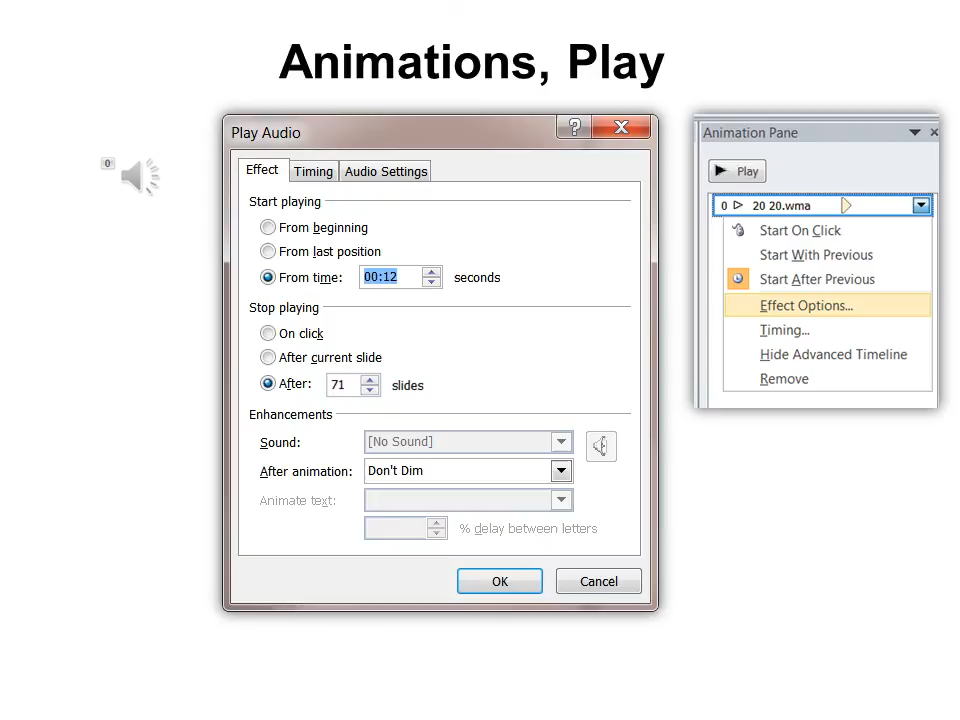 Animations, Play
0
Play Audio
?
X
Effect
Timing
Audio Settings
Start playing
From beginning
From last position
From time: 00:12 seconds
Stop playing
On click
After current slide
After: 71 slides
Enhancements
Sound: [No Sound]
After animation: Don't Dim
Animate text:
% delay between letters
OK Cancel
Animation Pane
Play
0 20 20.wma
Start On Click
Start With Previous
Start After Previous
Effect Options...
Timing...
Hide Advanced Timeline
Remove